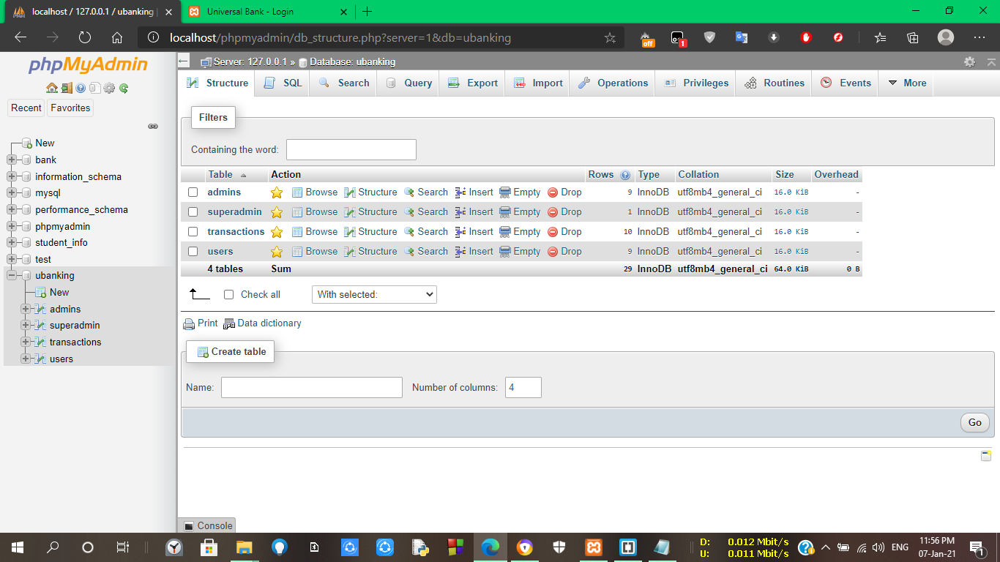 localhost / 127.0.0.1 / ubanking |
Universal Bank - Login
localhost/phpmyadmin/db_structure.php?server=1&db=ubanking
off
1
phpMyAdmin
Recent
Favorites
New
bank
information_schema
mysql
performance_schema
phpmyadmin
student_info
test
ubanking
New
admins
superadmin
transactions
users
Server: 127.0.0.1 » Database: ubanking
Structure SQL Search Query Export Import Operations Privileges Routines Events More
Filters
Containing the word:
Table Action Rows Type Collation Size Overhead
admins Browse Structure Search Insert Empty Drop 9 InnoDB utf8mb4_general_ci 16.0 KiB -
superadmin Browse Structure Search Insert Empty Drop 1 InnoDB utf8mb4_general_ci 16.0 KiB -
transactions Browse Structure Search Insert Empty Drop 10 InnoDB utf8mb4_general_ci 16.0 KiB -
users Browse Structure Search Insert Empty Drop 9 InnoDB utf8mb4_general_ci 16.0 KiB -
4 tables Sum 29 InnoDB utf8mb4_general_ci 64.0 KiB 0 B
Check all With selected:
Print Data dictionary
Create table
Name: Number of columns: 4
Go
Console
D: 0.012 Mbit/s
U: 0.011 Mbit/s
ENG
11:56 PM
07-Jan-21
1